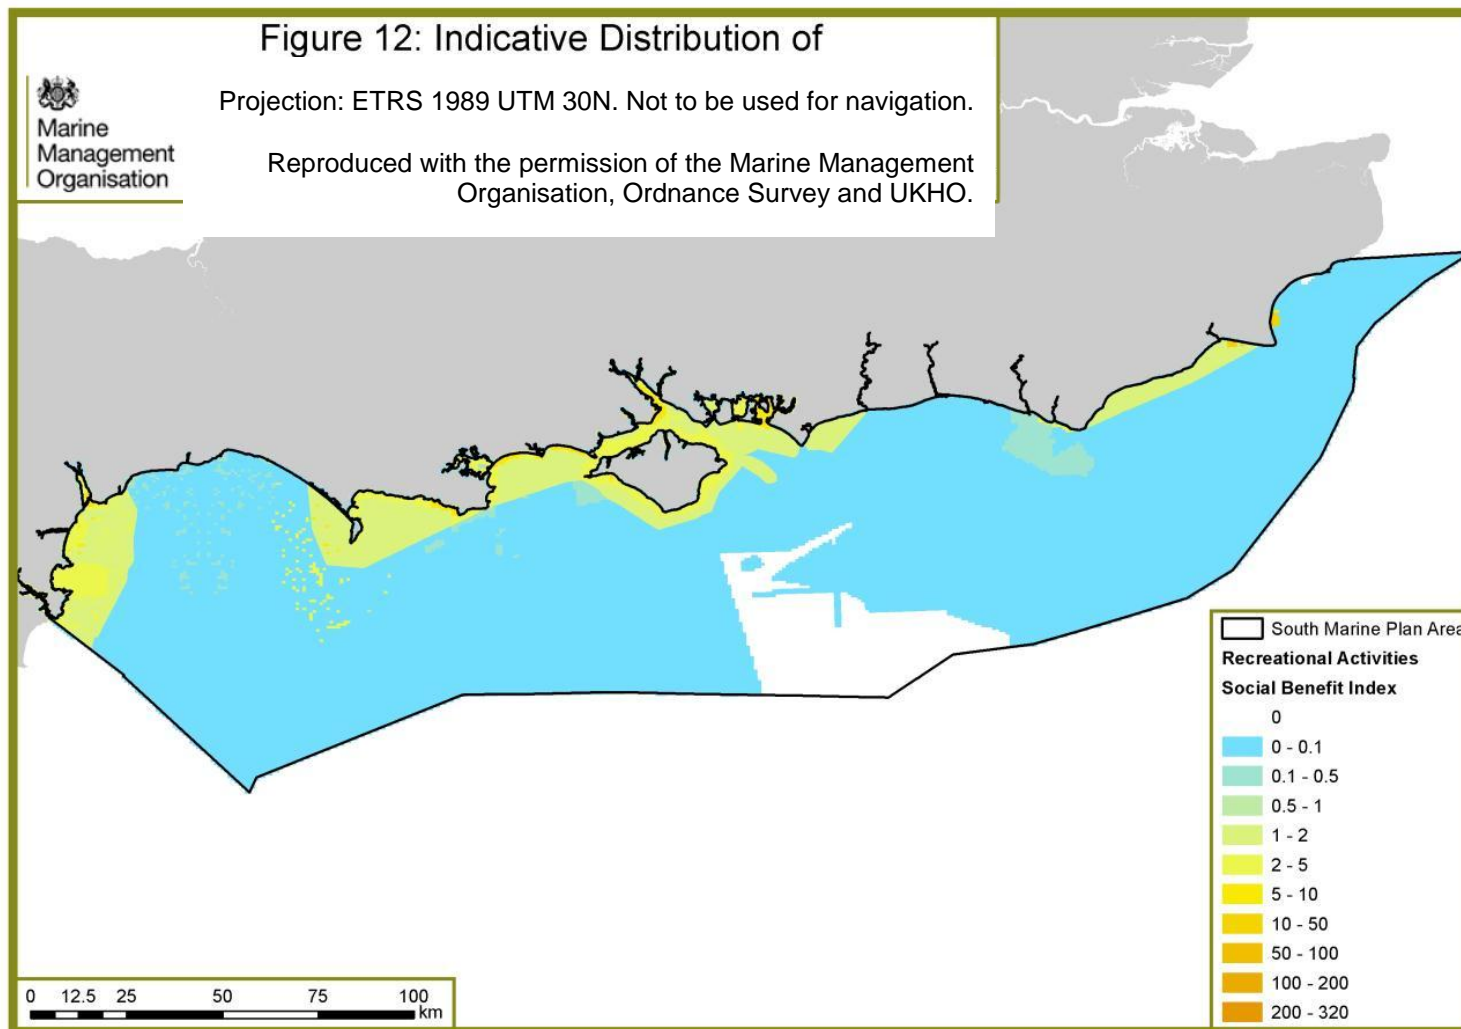 Figure 12: Indicative Distribution of
Marine
Management
Organisation
Projection: ETRS 1989 UTM 30N. Not to be used for navigation.
Reproduced with the permission of the Marine Management
Organisation, Ordnance Survey and UKHO.
South Marine Plan Area
Recreational Activities
Social Benefit Index
0
0 - 0.1
0.1 - 0.5
0.5 - 1
1 - 2
2 - 5
5 - 10
10 - 50
50 - 100
100 - 200
200 - 320
0 12.5 25 50 75 100
km